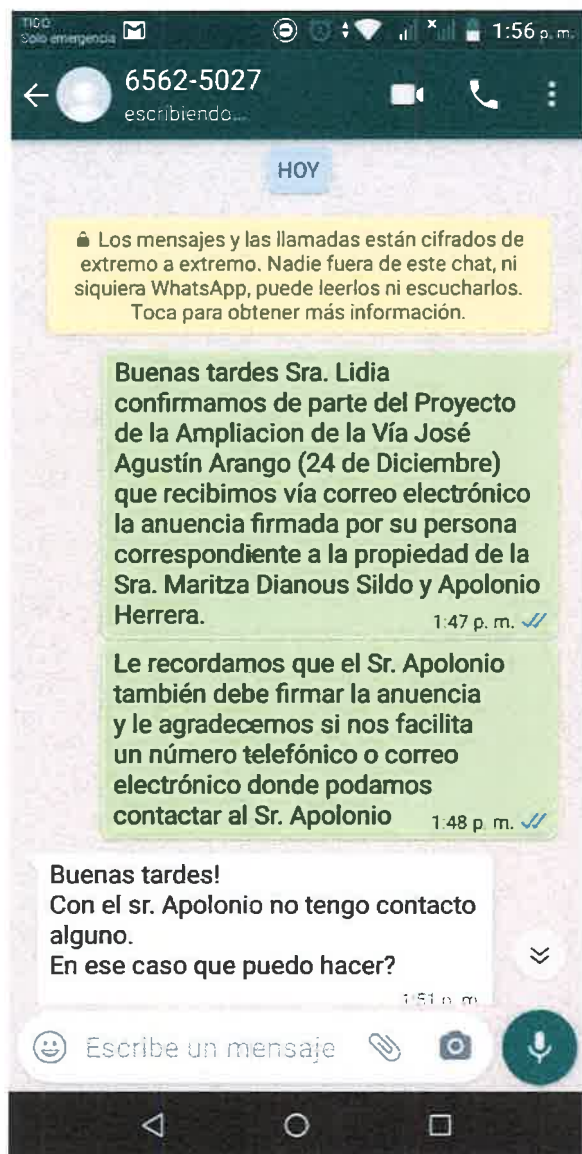 TIGO
Solo emergencia
1:56 p. m.
6562-5027
escribiendo...
HOY
Los mensajes y las llamadas están cifrados de
extremo a extremo. Nadie fuera de este chat, ni
siquiera WhatsApp, puede leerlos ni escucharlos.
Toca para obtener más información.
Buenas tardes Sra. Lidia
confirmamos de parte del Proyecto
de la Ampliacion de la Vía José
Agustín Arango (24 de Diciembre)
que recibimos vía correo electrónico
la anuencia firmada por su persona
correspondiente a la propiedad de la
Sra. Maritza Dianous Sildo y Apolonio
Herrera.
1:47 p. m.
Le recordamos que el Sr. Apolonio
también debe firmar la anuencia
y le agradecemos si nos facilita
un número telefónico o correo
electrónico donde podamos
contactar al Sr. Apolonio
1:48 p. m.
Buenas tardes!
Con el sr. Apolonio no tengo contacto
alguno.
En ese caso que puedo hacer?
1:51 p. m.
Escribe un mensaje